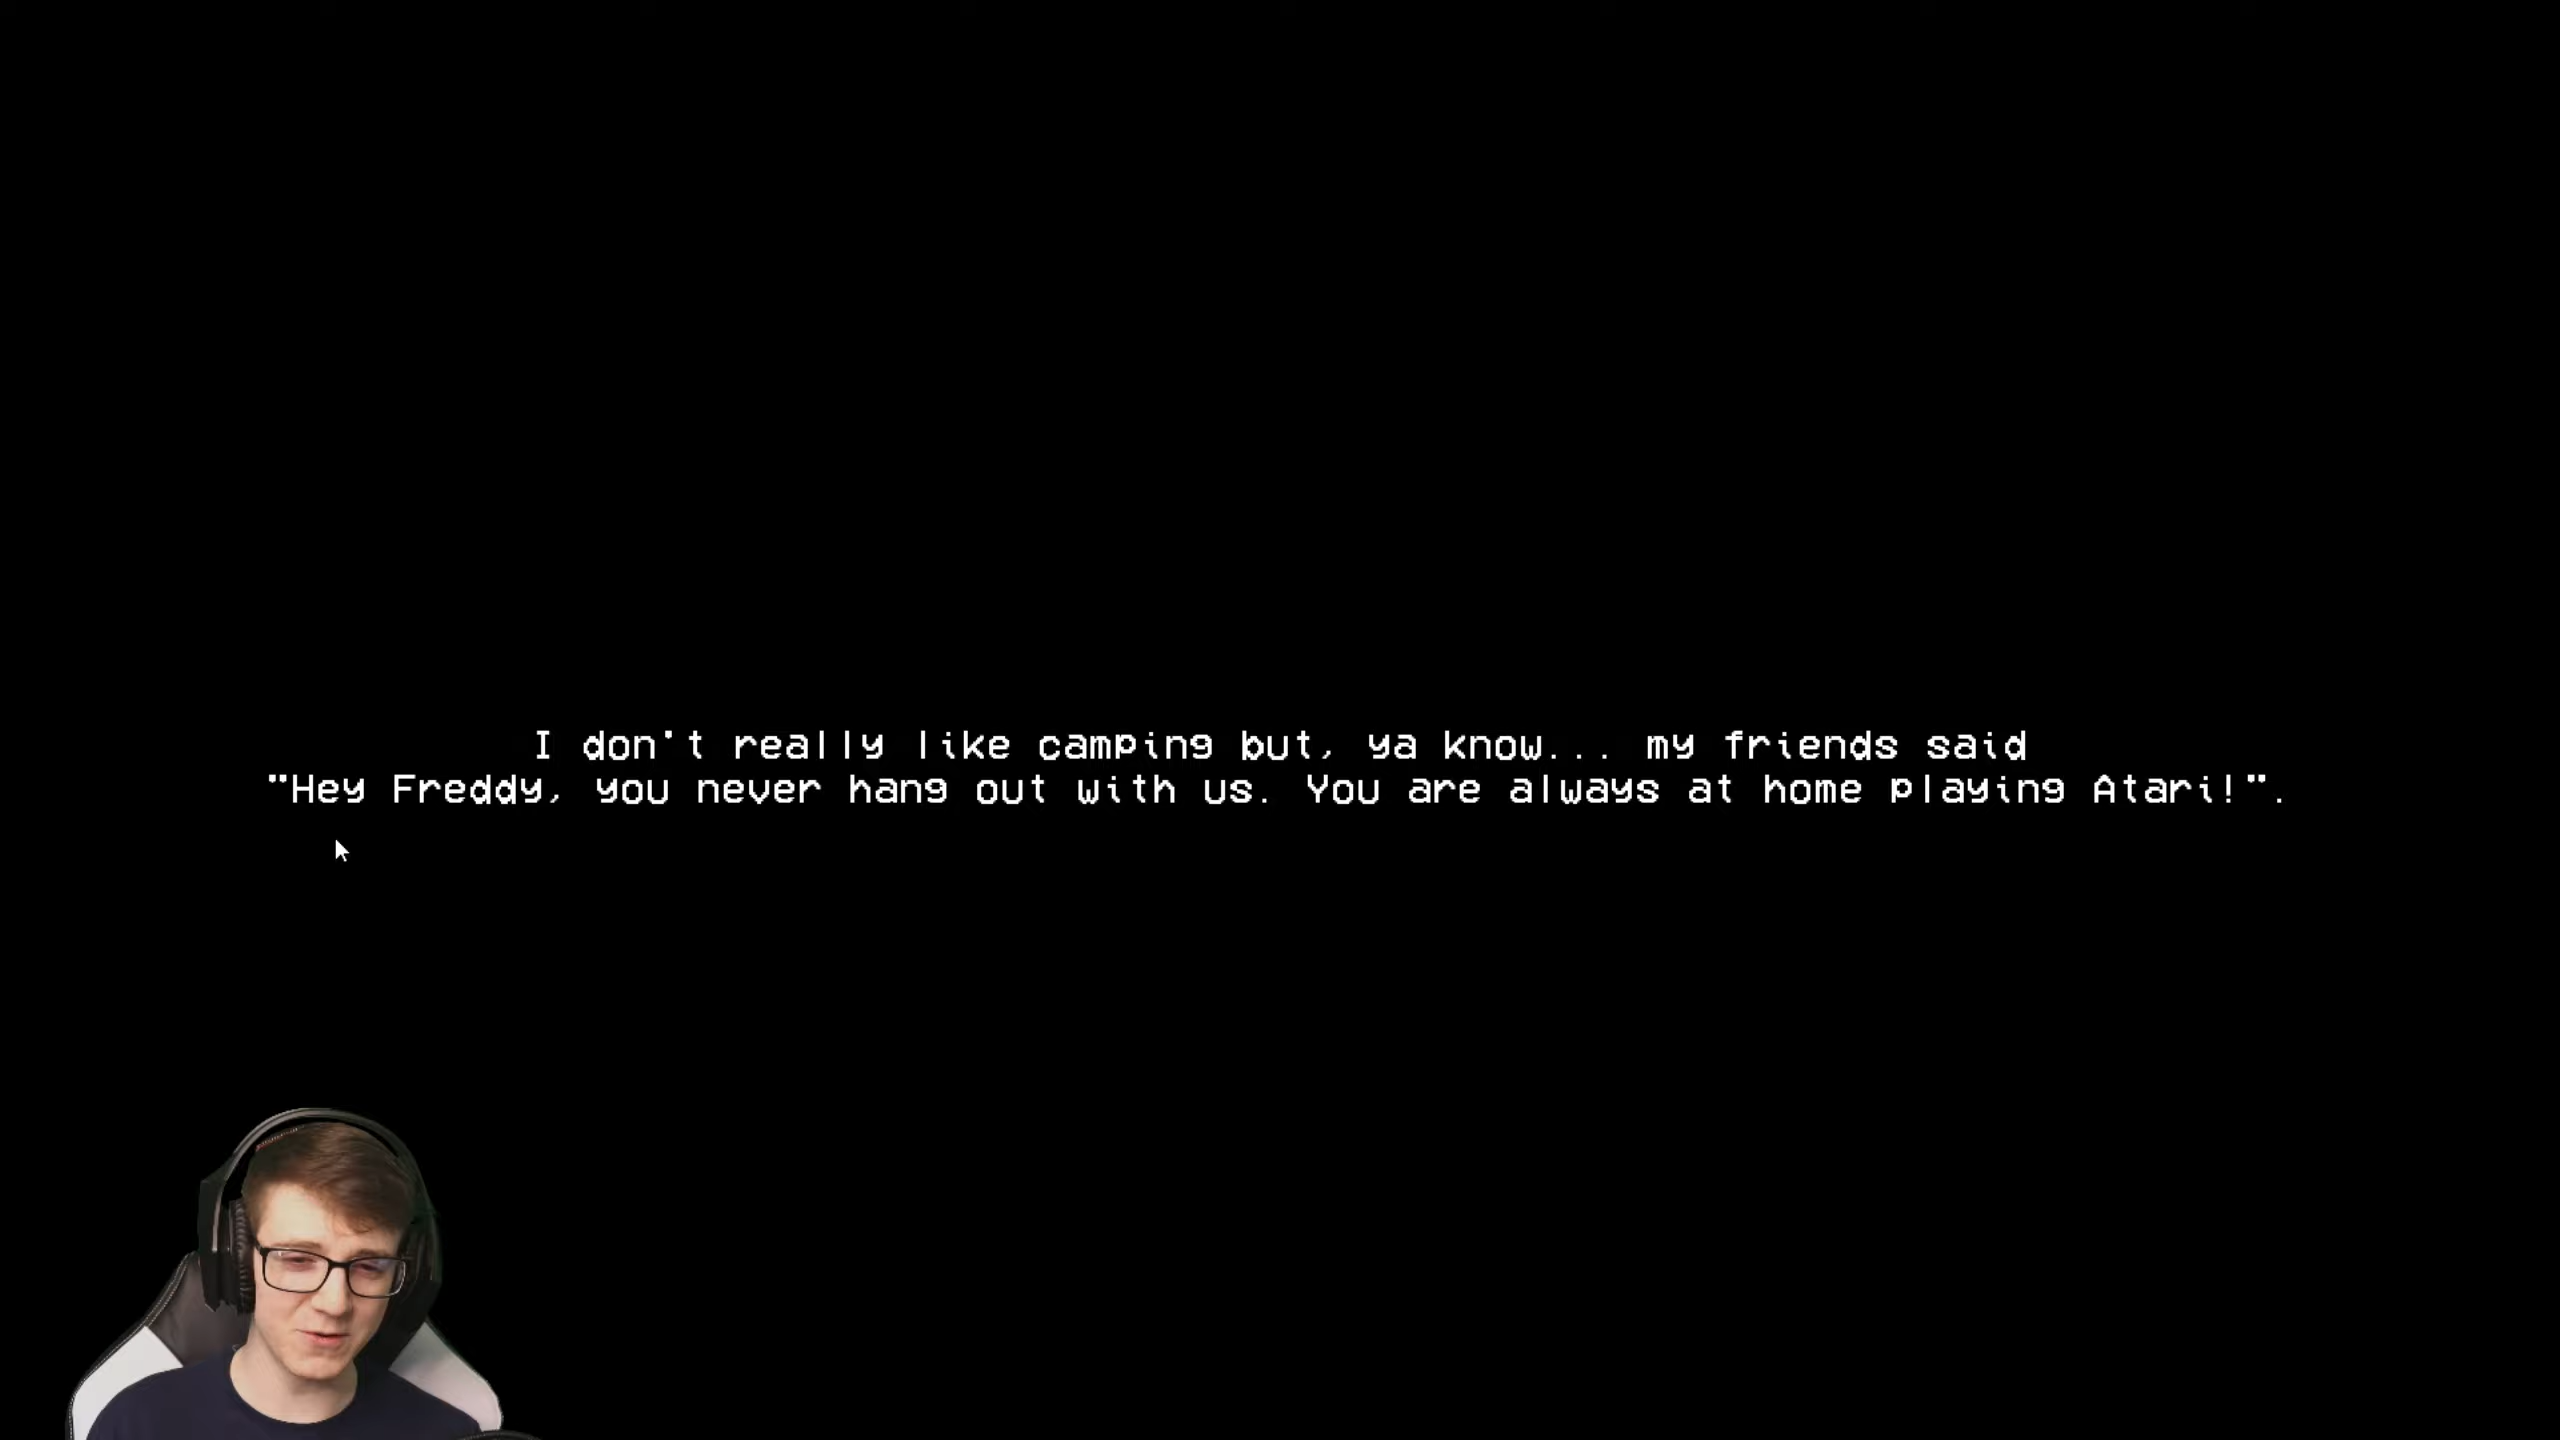 I don't really like camping but, ya know... my friends said
"Hey Freddy, you never hang out with us. You are always at home playing Atari!".